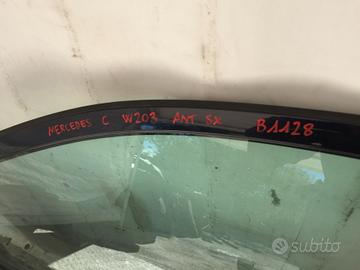 MERCEDES C W203 ANT SX B1128
subito